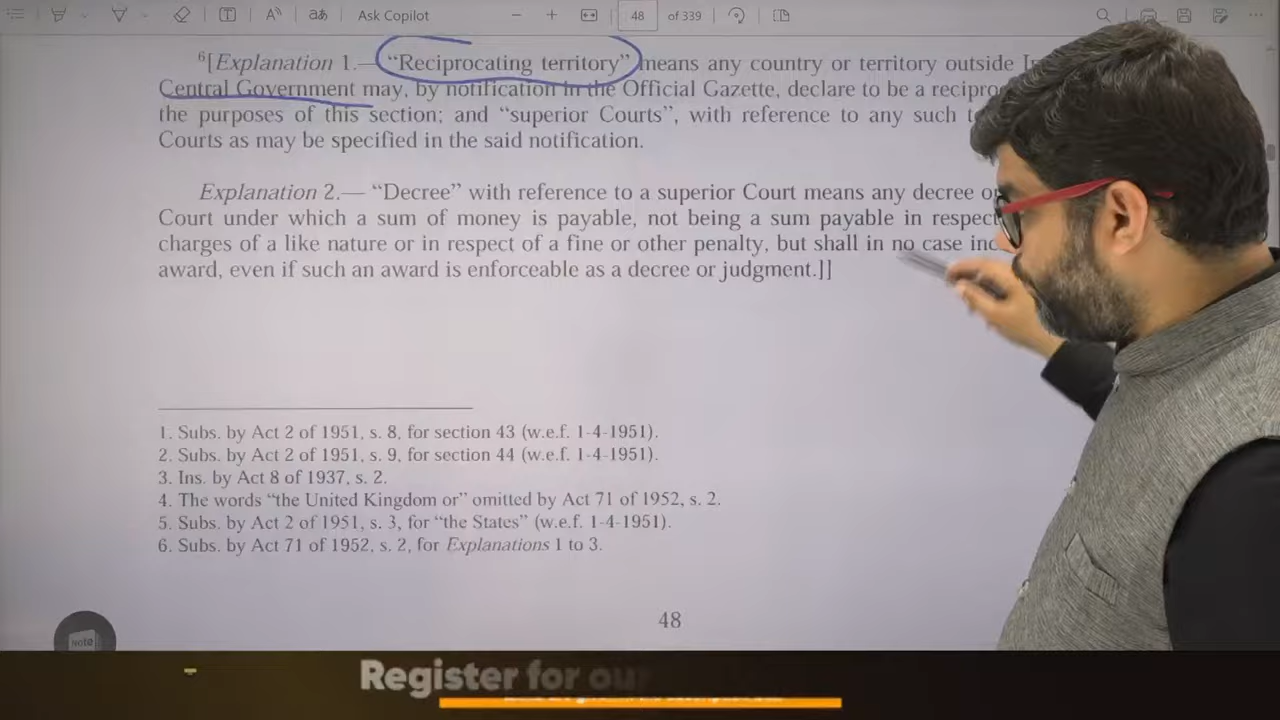 Ask Copilot
48 of 339
6[Explanation 1.— “Reciprocating territory” means any country or territory outside
Central Government may, by notification in the Official Gazette, declare to be a
the purposes of this section; and “superior Courts”, with reference to any such
Courts as may be specified in the said notification.
Explanation 2.— “Decree” with reference to a superior Court means any decree
Court under which a sum of money is payable, not being a sum payable in respect
charges of a like nature or in respect of a fine or other penalty, but shall in no case
award, even if such an award is enforceable as a decree or judgment.]]
1. Subs. by Act 2 of 1951, s. 8, for section 43 (w.e.f. 1-4-1951).
2. Subs. by Act 2 of 1951, s. 9, for section 44 (w.e.f. 1-4-1951).
3. Ins. by Act 8 of 1937, s. 2.
4. The words “the United Kingdom or” omitted by Act 71 of 1952, s. 2.
5. Subs. by Act 2 of 1951, s. 3, for “the States” (w.e.f. 1-4-1951).
6. Subs. by Act 71 of 1952, s. 2, for Explanations 1 to 3.
48
Note
Register for our